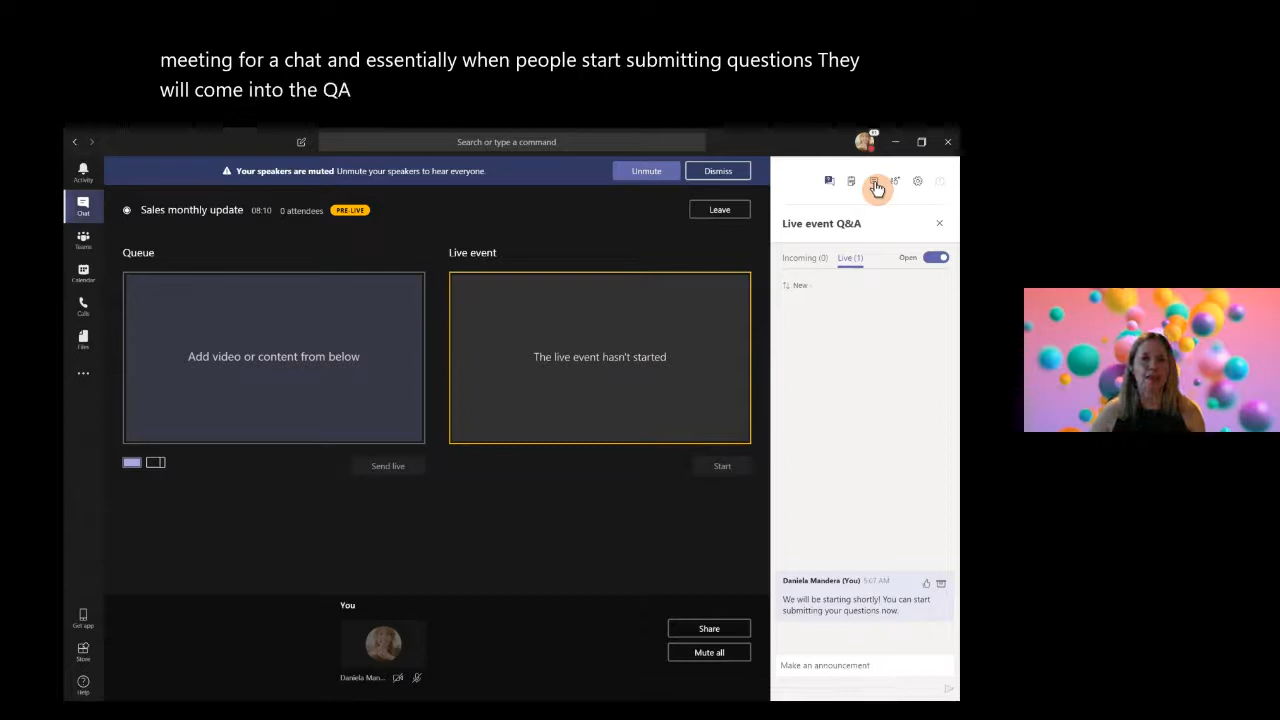 meeting for a chat and essentially when people start submitting questions They
will come into the QA
Search or type a command
Your speakers are muted Unmute your speakers to hear everyone.
Unmute
Dismiss
Activity
Chat
Teams
Calendar
Calls
Files
Sales monthly update 08:10 0 attendees PRE-LIVE
Leave
Queue
Live event
Add video or content from below
The live event hasn't started
Send live
Start
You
Daniela Man...
Share
Mute all
Get app
Store
Help
Live event Q&A
Incoming (0)
Live (1)
Open
New
Daniela Mandera (You) 5:07 AM
We will be starting shortly! You can start
submitting your questions now.
Make an announcement